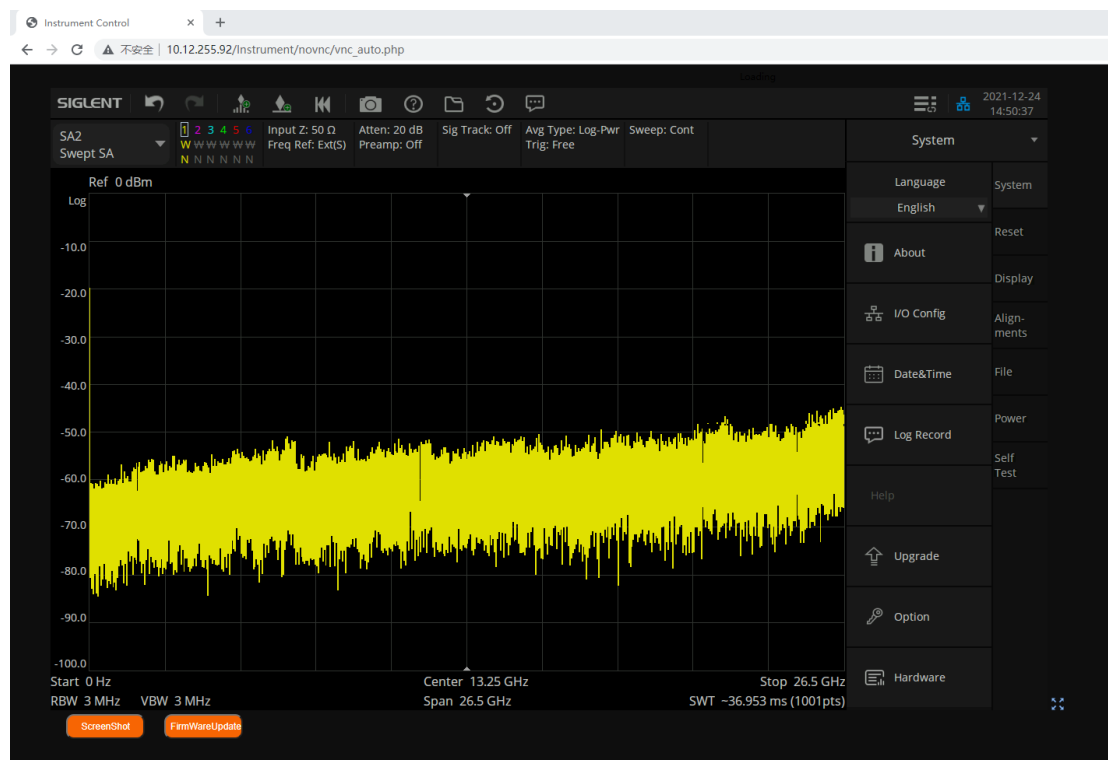 Instrument Control
不安全 | 10.12.255.92/Instrument/novnc/vnc_auto.php
Loading
SIGLENT
2021-12-24
14:50:37
SA2
Swept SA
1 2 3 4 5 6
W W W W W W
N N N N N N
Input Z: 50 Ω
Freq Ref: Ext(S)
Atten: 20 dB
Preamp: Off
Sig Track: Off
Avg Type: Log-Pwr
Trig: Free
Sweep: Cont
System
Ref 0 dBm
Log
-10.0
-20.0
-30.0
-40.0
-50.0
-60.0
-70.0
-80.0
-90.0
-100.0
Start 0 Hz
Center 13.25 GHz
Stop 26.5 GHz
RBW 3 MHz
VBW 3 MHz
Span 26.5 GHz
SWT ~36.953 ms (1001pts)
Language
English
About
I/O Config
Date&Time
Log Record
Help
Upgrade
Option
Hardware
System
Reset
Display
Align-
ments
File
Power
Self
Test
ScreenShot
FirmWareUpdate